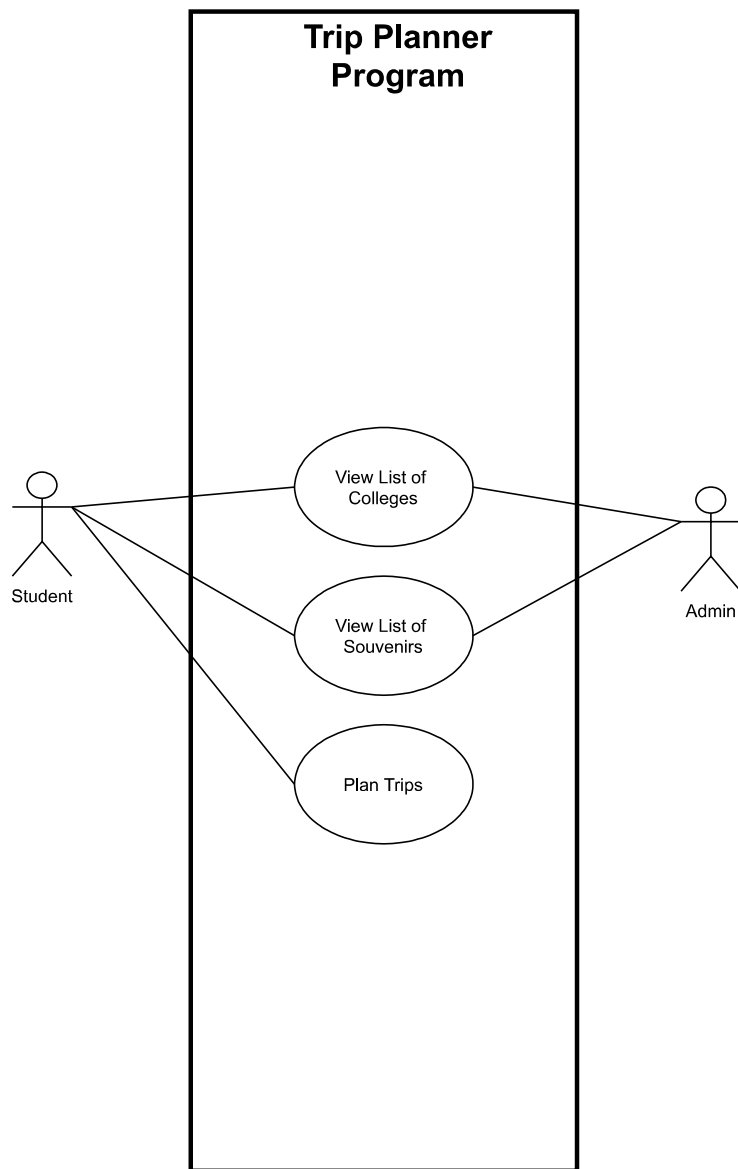 Trip Planner
Program
View List of
Colleges
Student
Admin
View List of
Souvenirs
Plan Trips